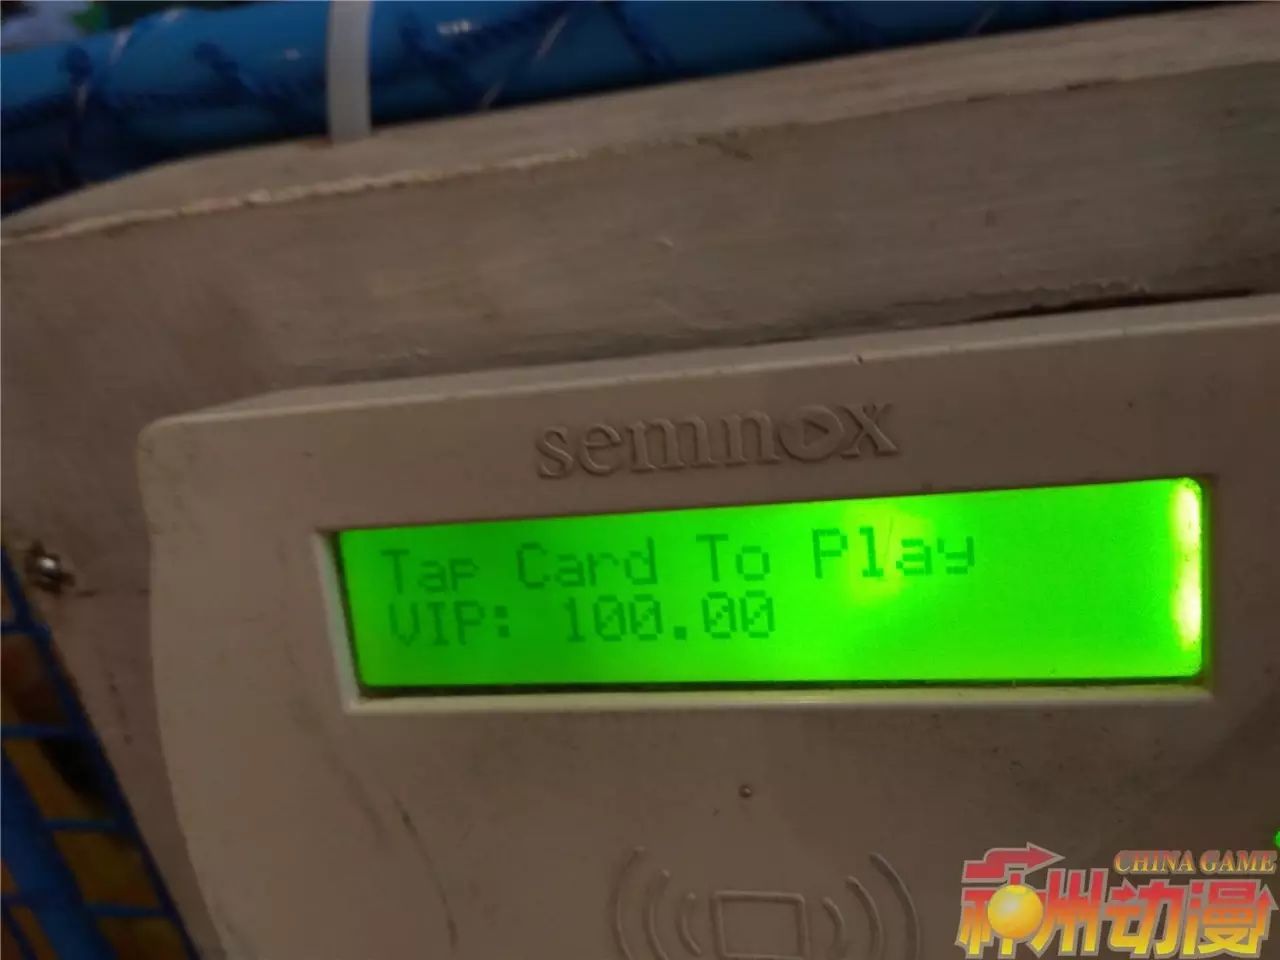 semnox
Tap Card To Play
VIP: 100.00
CHINA GAME
神州动漫